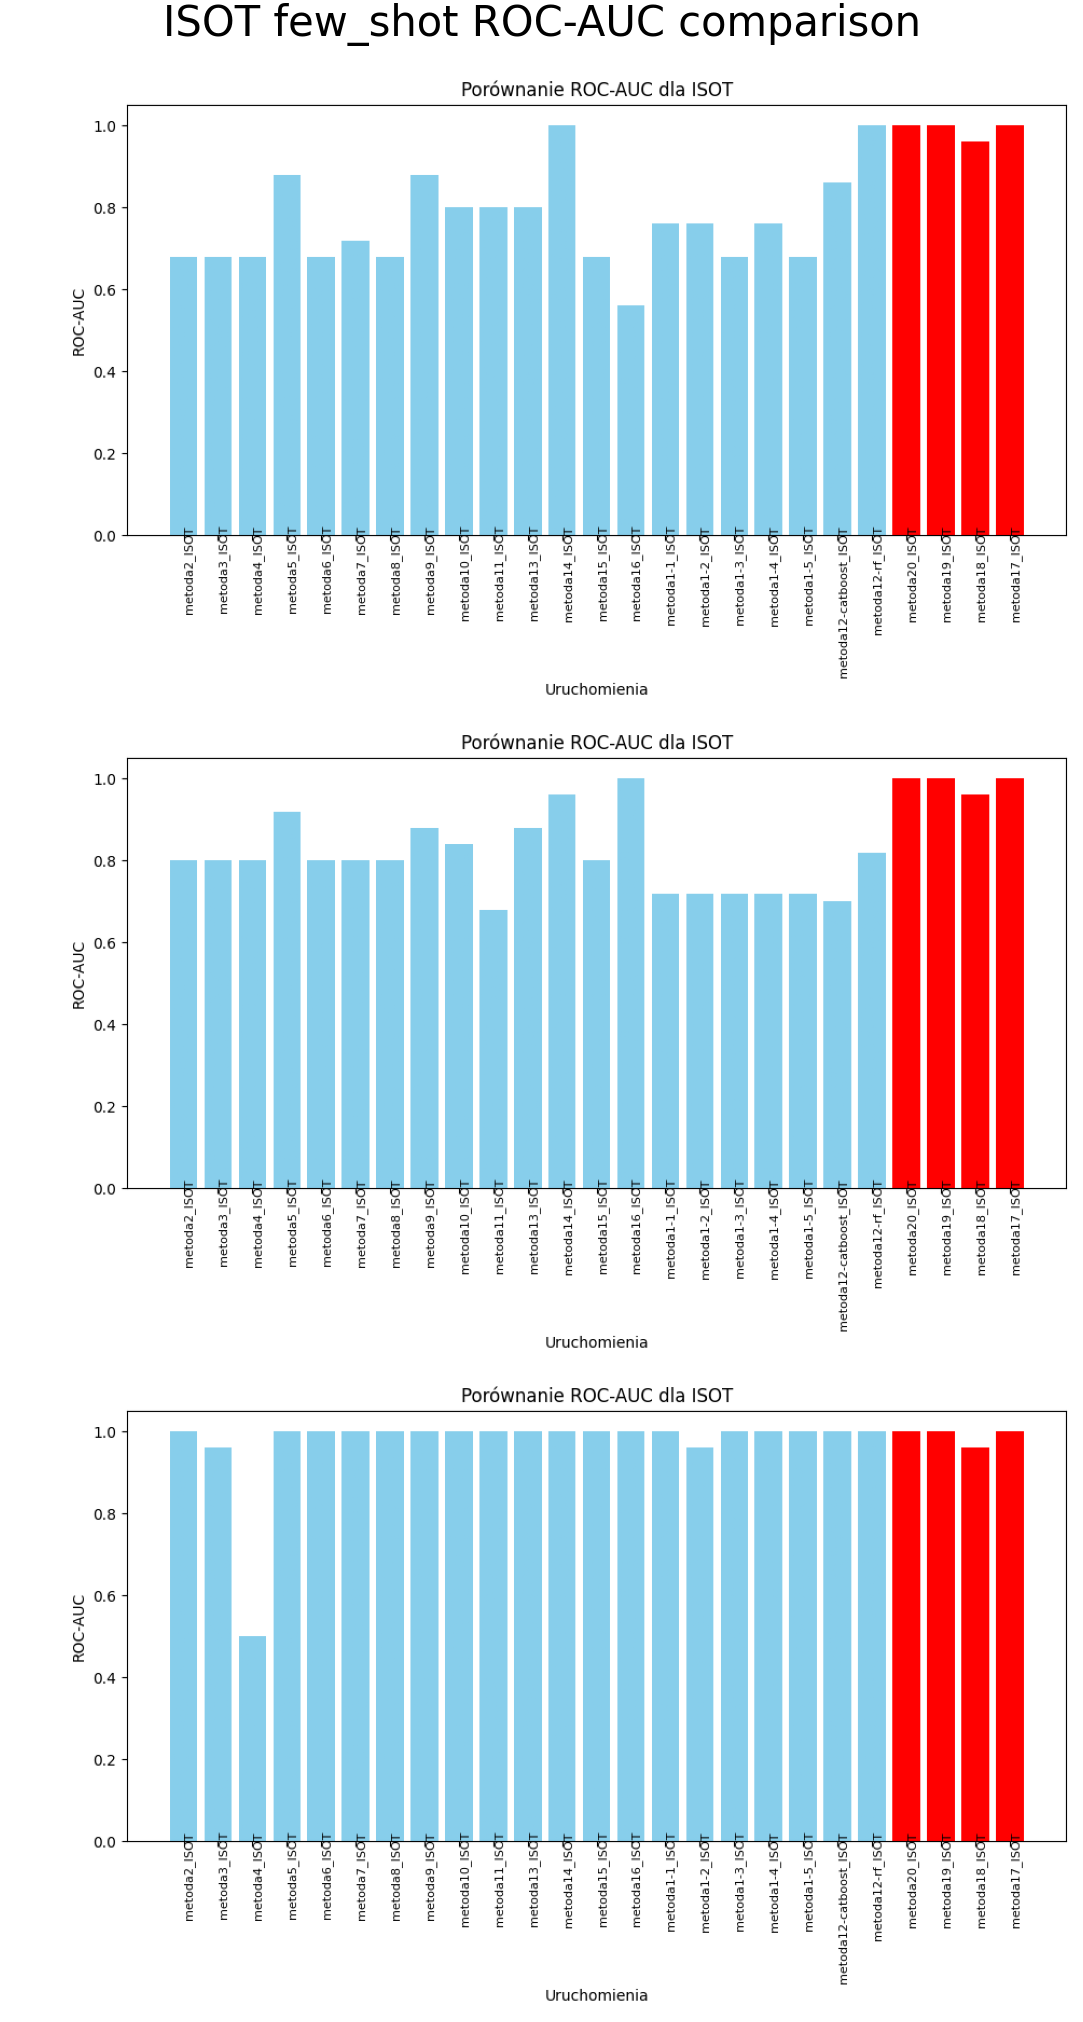 ISOT few_shot ROC-AUC comparison
Porównanie ROC-AUC dla ISOT
ROC-AUC
1.0
0.8
0.6
0.4
0.2
0.0
metoda2_ISOT
metoda3_ISOT
metoda4_ISOT
metoda5_ISOT
metoda6_ISOT
metoda7_ISOT
metoda8_ISOT
metoda9_ISOT
metoda10_ISOT
metoda11_ISOT
metoda13_ISOT
metoda14_ISOT
metoda15_ISOT
metoda16_ISOT
metoda1-1_ISOT
metoda1-2_ISOT
metoda1-3_ISOT
metoda1-4_ISOT
metoda1-5_ISOT
metoda12-catboost_ISOT
metoda12-rf_ISOT
metoda20_ISOT
metoda19_ISOT
metoda18_ISOT
metoda17_ISOT
Uruchomienia
Porównanie ROC-AUC dla ISOT
ROC-AUC
1.0
0.8
0.6
0.4
0.2
0.0
metoda2_ISOT
metoda3_ISOT
metoda4_ISOT
metoda5_ISOT
metoda6_ISOT
metoda7_ISOT
metoda8_ISOT
metoda9_ISOT
metoda10_ISOT
metoda11_ISOT
metoda13_ISOT
metoda14_ISOT
metoda15_ISOT
metoda16_ISOT
metoda1-1_ISOT
metoda1-2_ISOT
metoda1-3_ISOT
metoda1-4_ISOT
metoda1-5_ISOT
metoda12-catboost_ISOT
metoda12-rf_ISOT
metoda20_ISOT
metoda19_ISOT
metoda18_ISOT
metoda17_ISOT
Uruchomienia
Porównanie ROC-AUC dla ISOT
ROC-AUC
1.0
0.8
0.6
0.4
0.2
0.0
metoda2_ISOT
metoda3_ISOT
metoda4_ISOT
metoda5_ISOT
metoda6_ISOT
metoda7_ISOT
metoda8_ISOT
metoda9_ISOT
metoda10_ISOT
metoda11_ISOT
metoda13_ISOT
metoda14_ISOT
metoda15_ISOT
metoda16_ISOT
metoda1-1_ISOT
metoda1-2_ISOT
metoda1-3_ISOT
metoda1-4_ISOT
metoda1-5_ISOT
metoda12-catboost_ISOT
metoda12-rf_ISOT
metoda20_ISOT
metoda19_ISOT
metoda18_ISOT
metoda17_ISOT
Uruchomienia